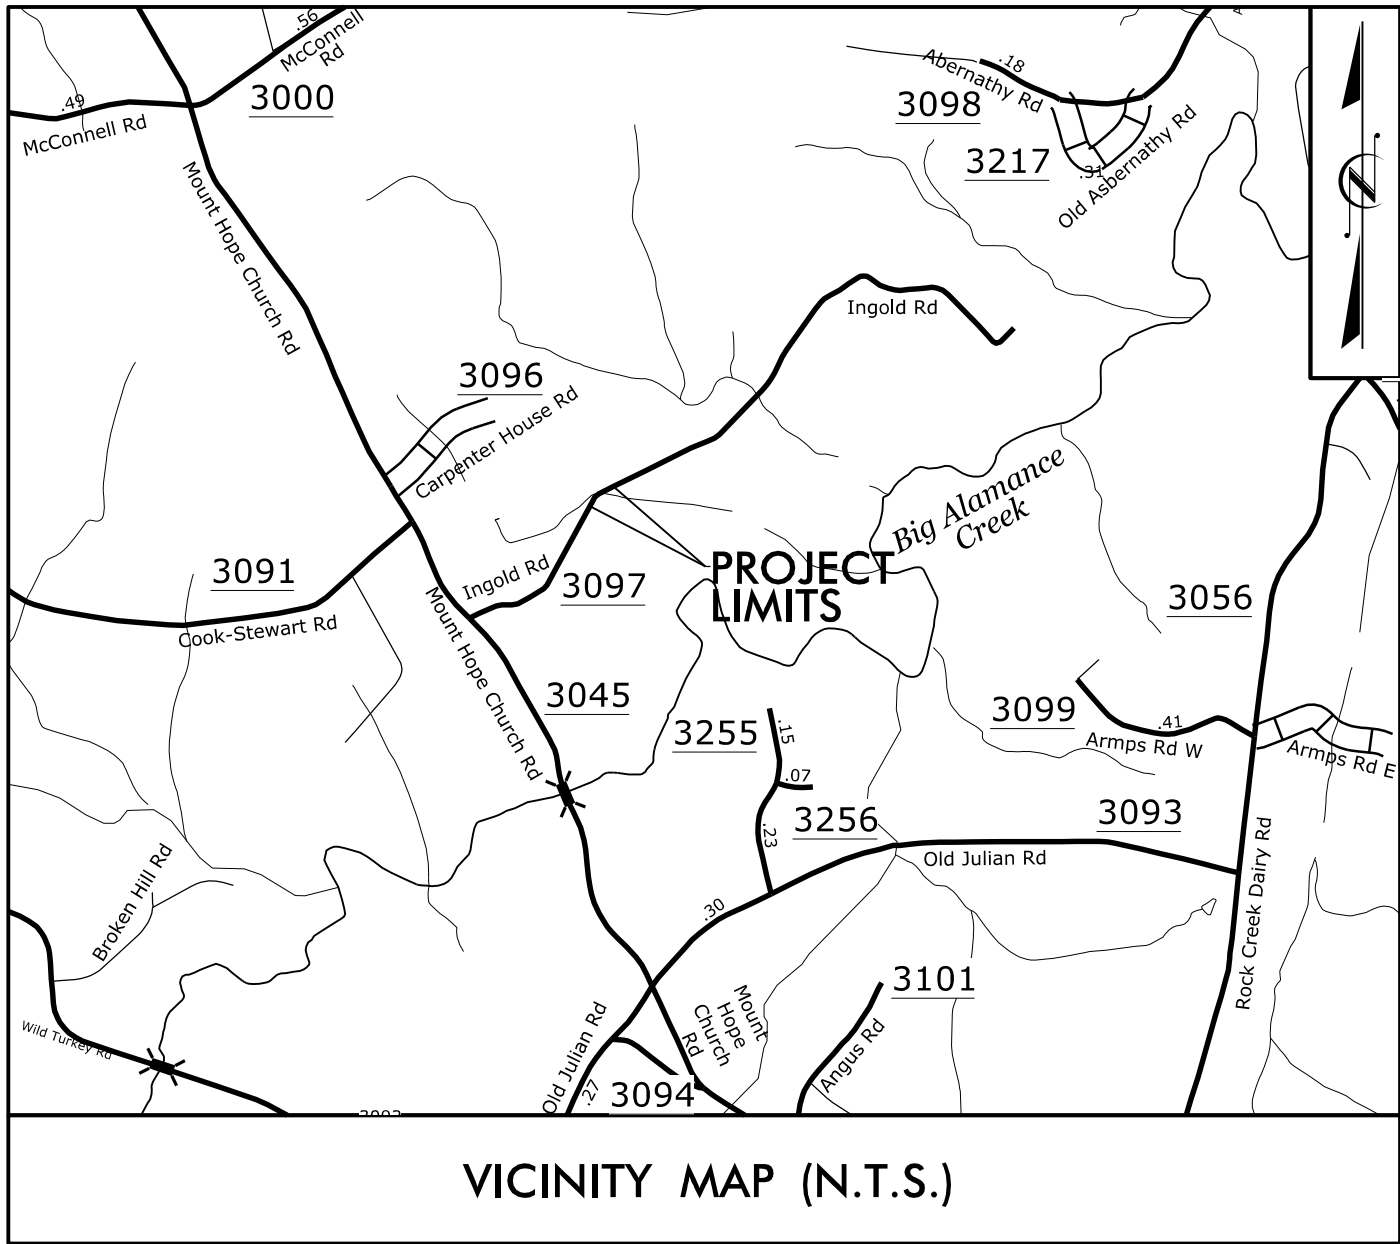 .56
McConnell
Rd
3000
.49
McConnell Rd
.18
Abernathy Rd
3098
3217
.31
Old Asbernathy Rd
Mount Hope Church Rd
Ingold Rd
3096
Carpenter House Rd
Big Alamance
Creek
3091
Cook-Stewart Rd
Ingold Rd
3097
PROJECT
LIMITS
3056
Mount Hope Church Rd
3045
3255
.15
.07
3256
.23
3099
.41
Armps Rd W
Armps Rd E
3093
Old Julian Rd
Rock Creek Dairy Rd
Broken Hill Rd
.30
3101
Mount
Hope
Church
Rd
Angus Rd
Wild Turkey Rd
Old Julian Rd
.27
3094
VICINITY MAP (N.T.S.)